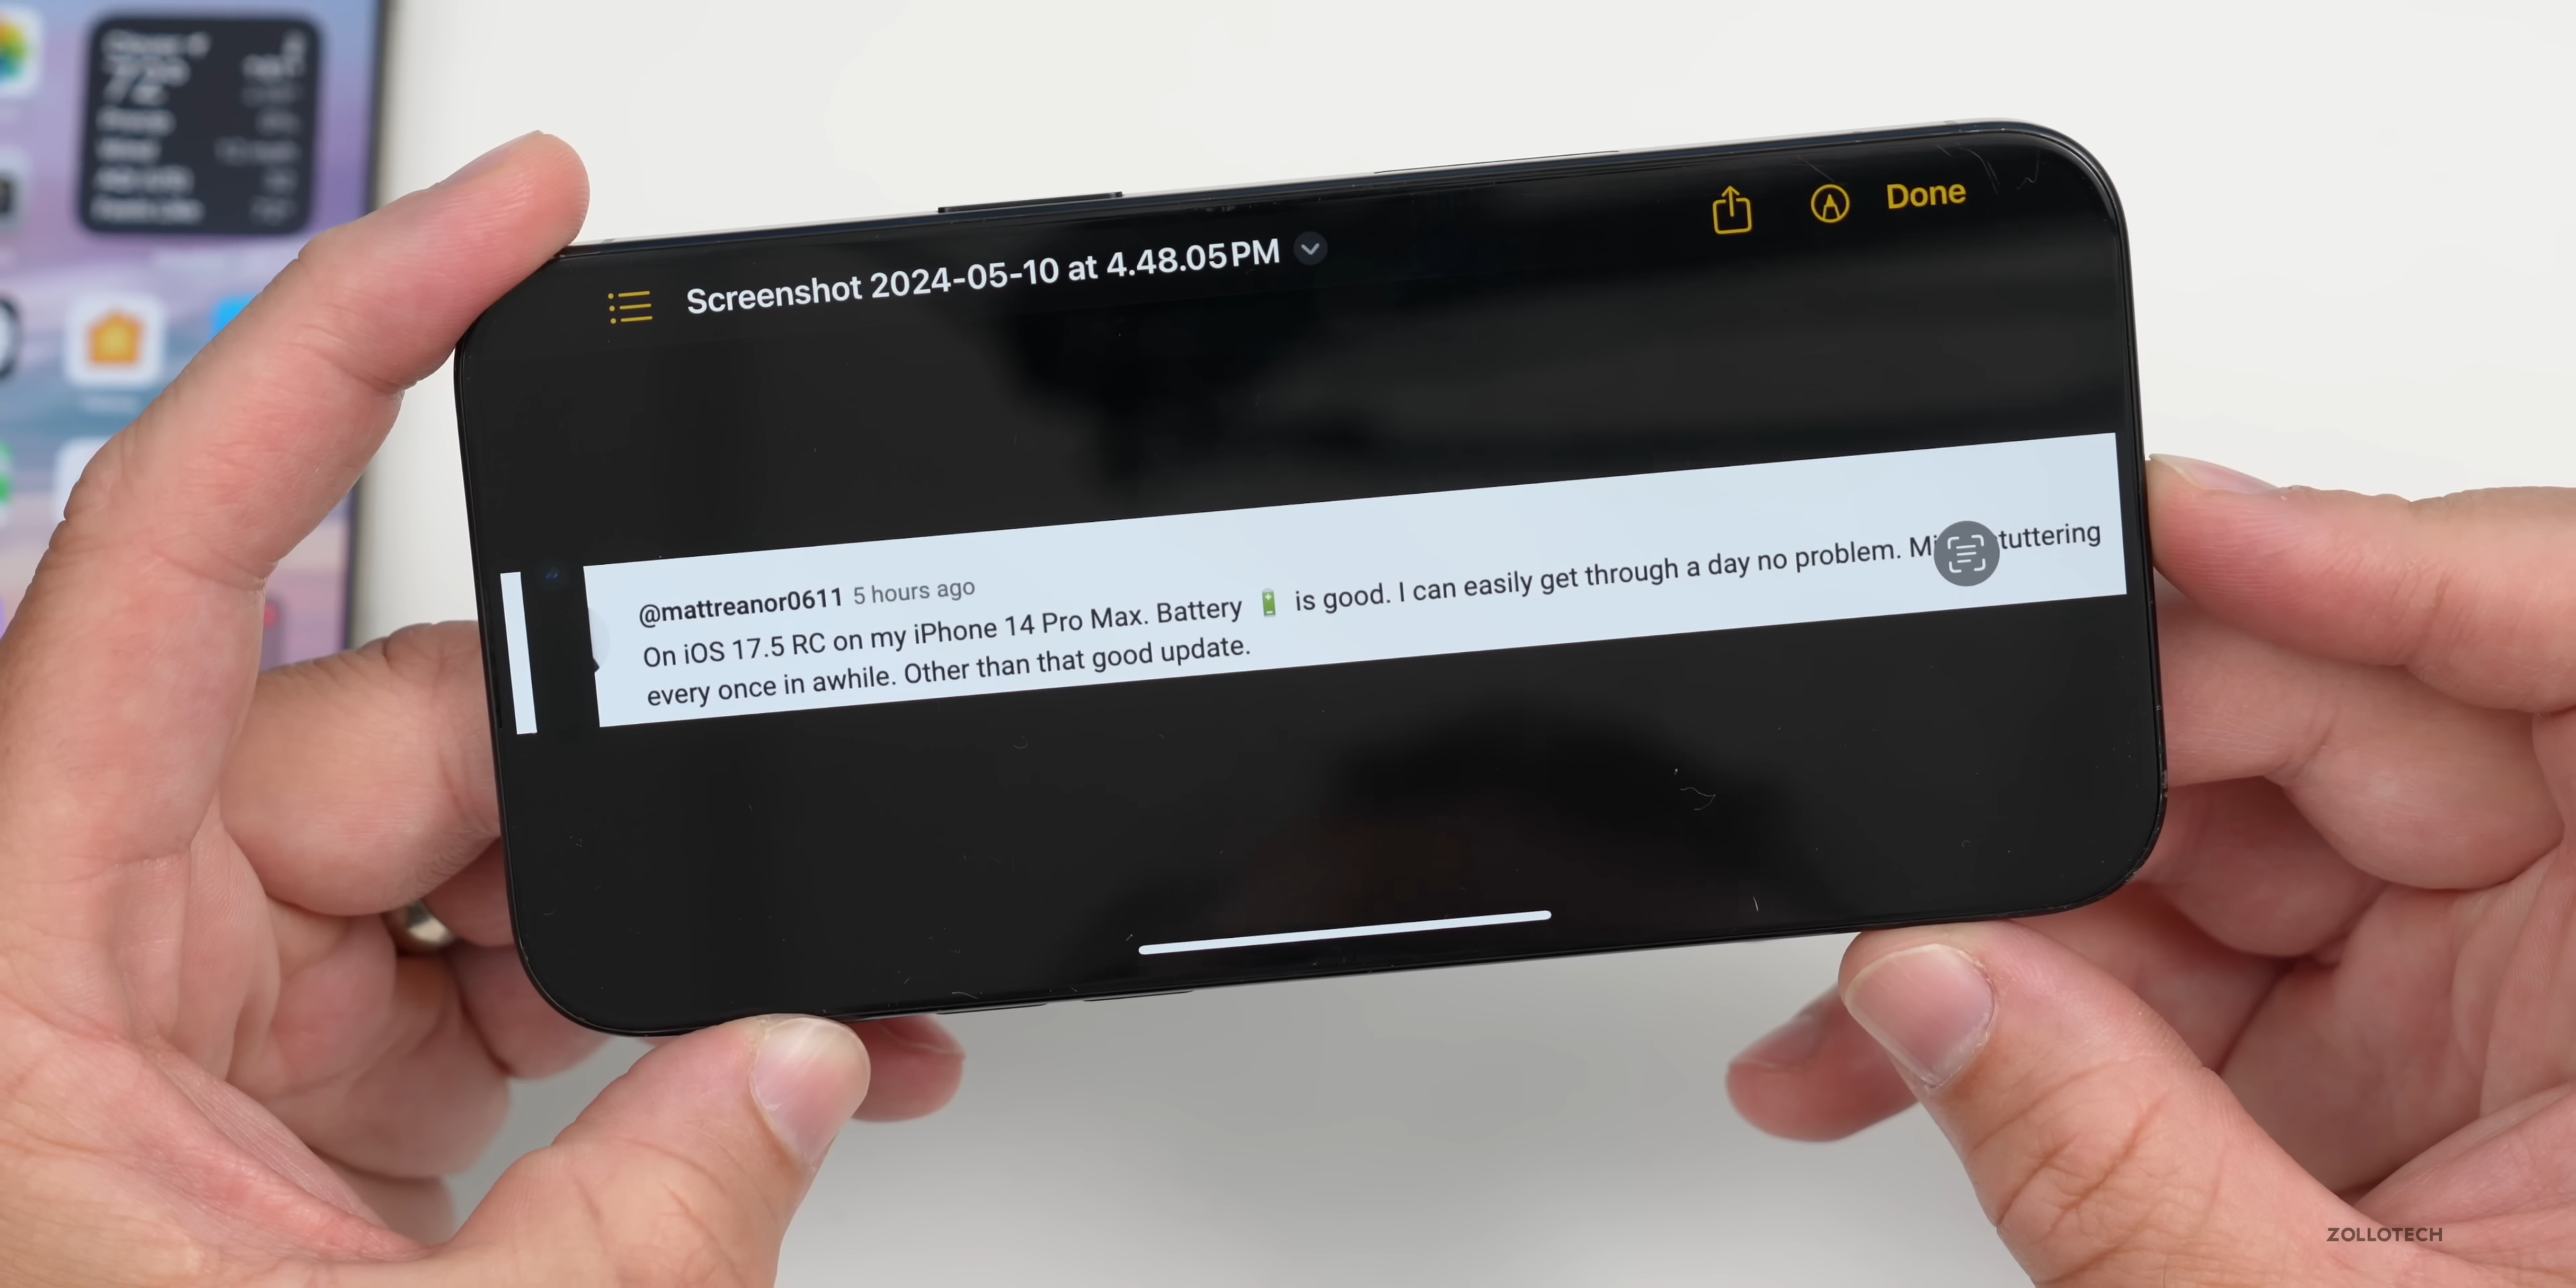 Screenshot 2024-05-10 at 4.48.05 PM
Done
@mattreanor0611 5 hours ago
On iOS 17.5 RC on my iPhone 14 Pro Max. Battery 🔋 is good. I can easily get through a day no problem.
every once in awhile. Other than that good update.
ZOLLOTECH